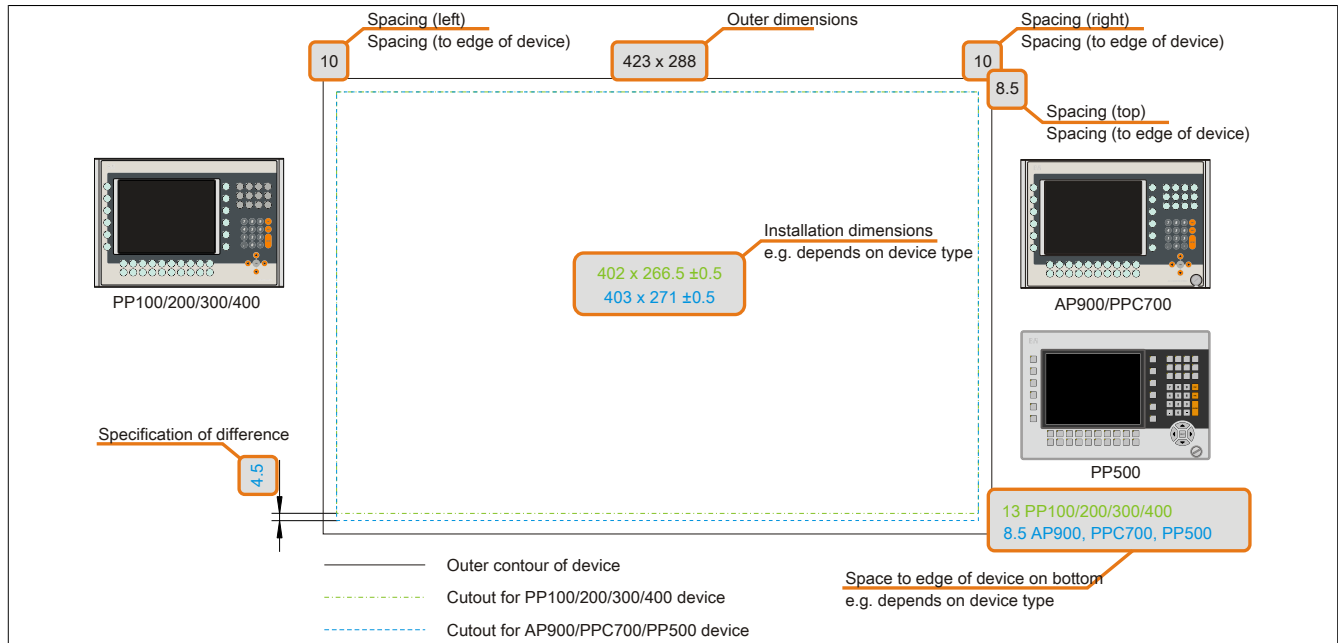 Spacing (left)
Spacing (to edge of device)
10
Outer dimensions
423 x 288
Spacing (right)
Spacing (to edge of device)
10
8.5
Spacing (top)
Spacing (to edge of device)
PP100/200/300/400
Installation dimensions
e.g. depends on device type
402 x 266.5 ±0.5
403 x 271 ±0.5
AP900/PPC700
PP500
Specification of difference
4.5
13 PP100/200/300/400
8.5 AP900, PPC700, PP500
Space to edge of device on bottom
e.g. depends on device type
Outer contour of device
Cutout for PP100/200/300/400 device
Cutout for AP900/PPC700/PP500 device